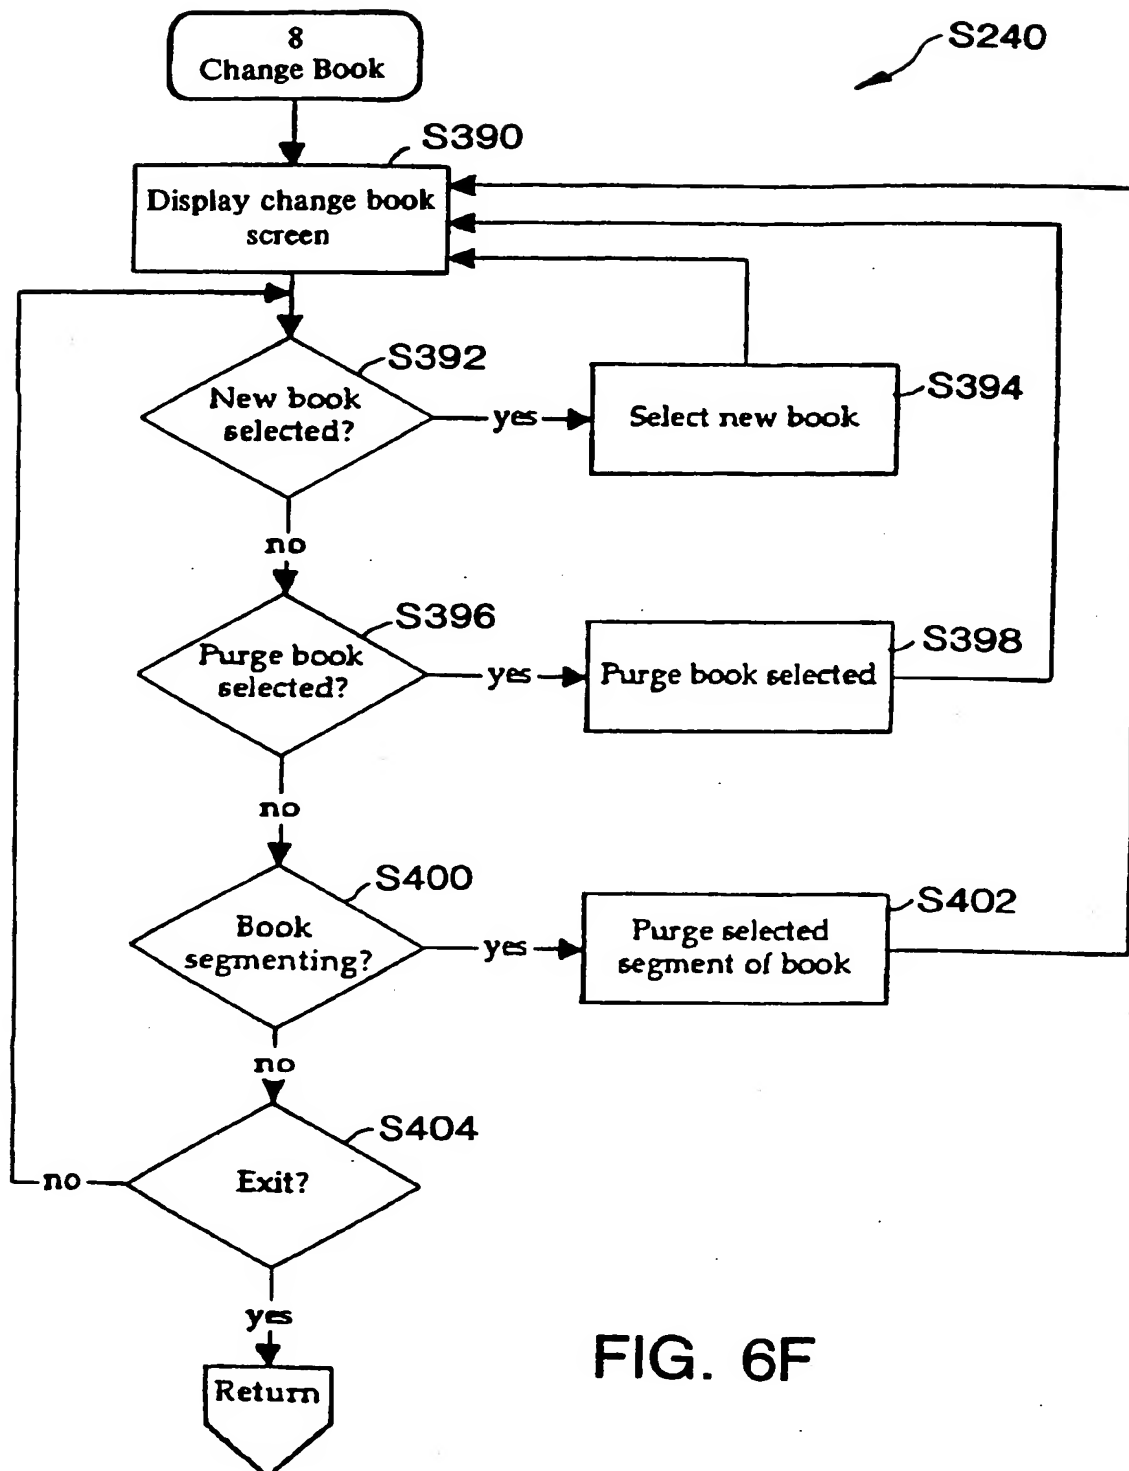 8
Change Book
S240
S390
Display change book
screen
S392
New book
selected?
yes
S394
Select new book
no
S396
Purge book
selected?
yes
S398
Purge book selected
no
S400
Book
segmenting?
yes
S402
Purge selected
segment of book
no
S404
Exit?
no
yes
Return
FIG. 6F